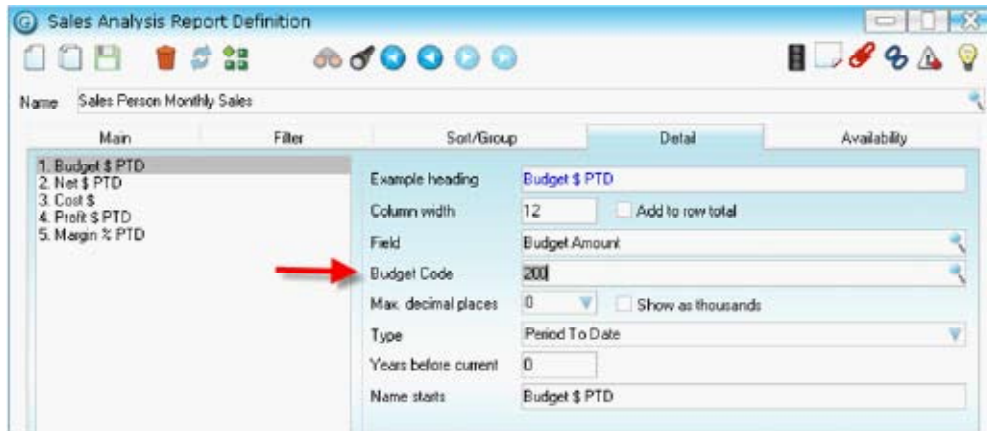 Sales Analysis Report Definition
Name Sales Person Monthly Sales
Main Filter Sort/Group Detail Availability
1. Budget $ PTD
2. Net $ PTD
3. Cost $
4. Profit $ PTD
5. Margin % PTD
Example heading Budget $ PTD
Column width 12 Add to row total
Field Budget Amount
Budget Code 200
Max. decimal places 0 Show as thousands
Type Period To Date
Years before current 0
Name starts Budget $ PTD